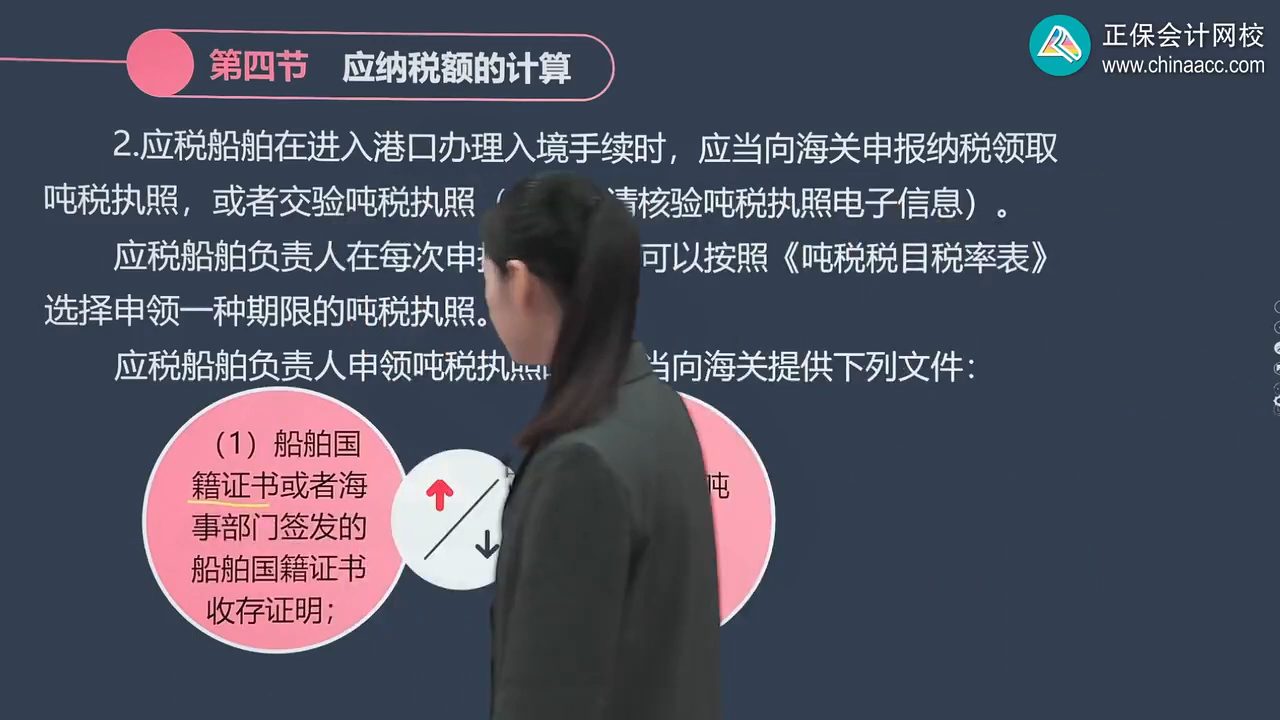 第四节 应纳税额的计算
正保会计网校
www.chinaacc.com
2.应税船舶在进入港口办理入境手续时，应当向海关申报纳税领取
吨税执照，或者交验吨税执照（ 请核验吨税执照电子信息）。
应税船舶负责人在每次申 可以按照《吨税税目税率表》
选择申领一种期限的吨税执照。
应税船舶负责人申领吨税执照 当向海关提供下列文件：
（1）船舶国
籍证书或者海
事部门签发的
船舶国籍证书
收存证明；
吨